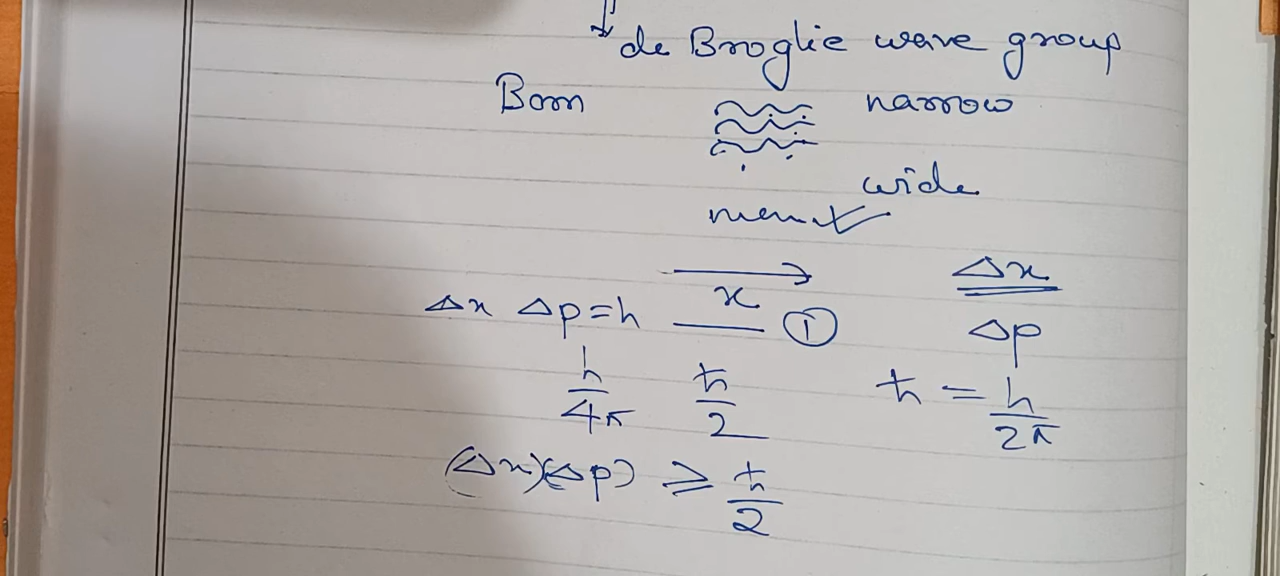 ↓ de Broglie wave group
Born narrow
wide
Δx
Δx Δp = h x ①
Δp
h/4π ħ/2 ħ = h/2π
(Δx)(Δp) ≥ ħ/2